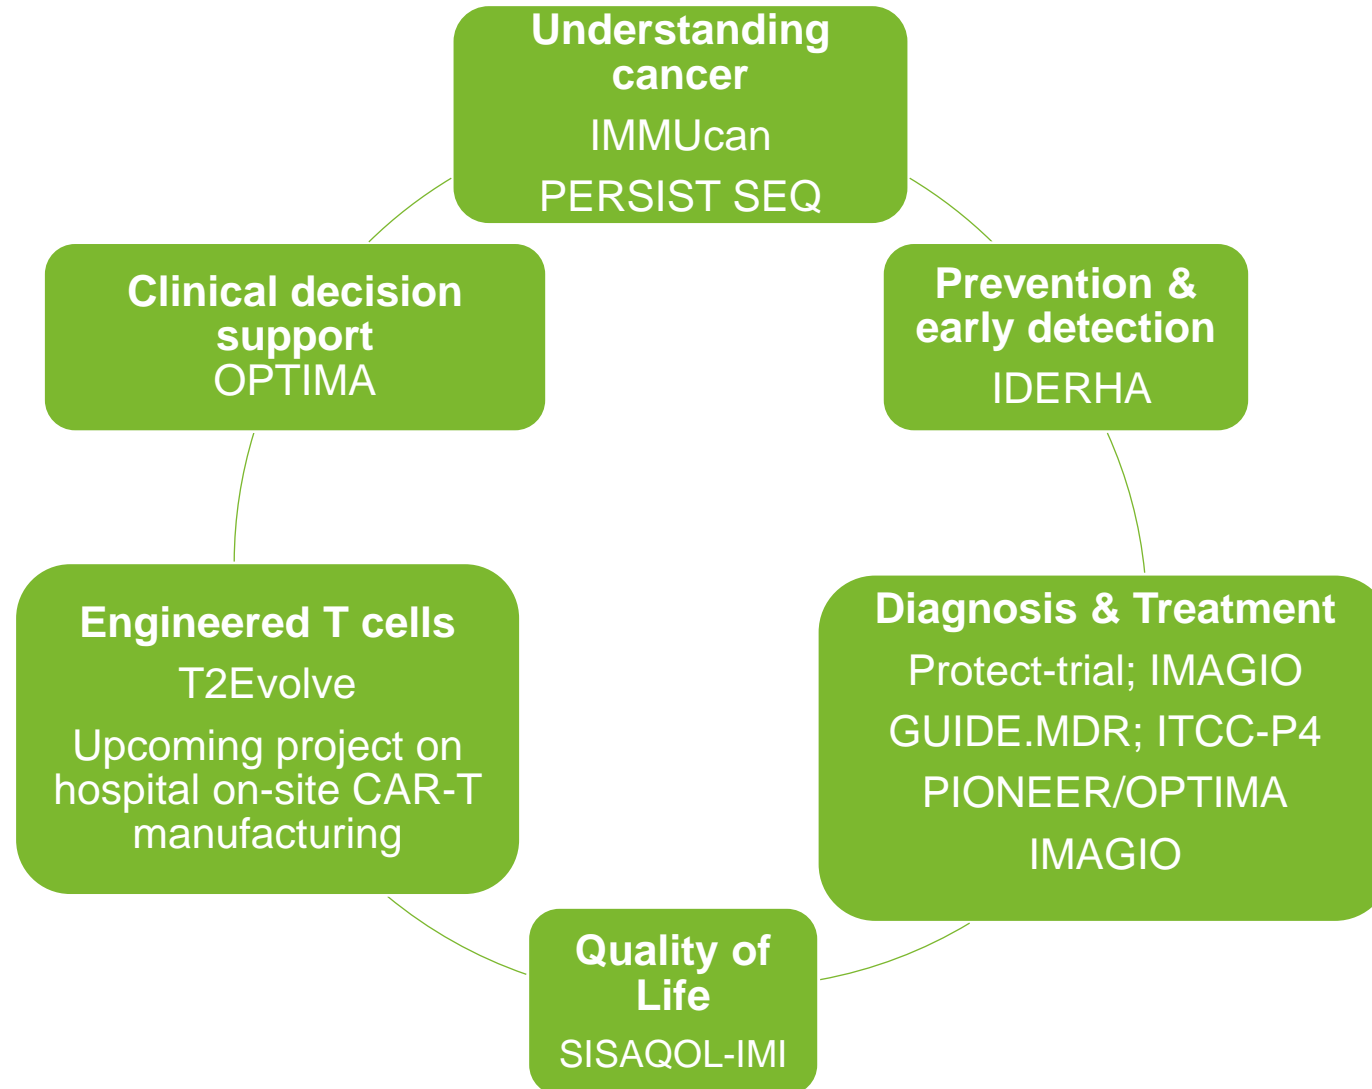 Understanding
cancer
IMMUcan
PERSIST SEQ
Prevention &
early detection
IDERHA
Diagnosis & Treatment
Protect-trial; IMAGIO
GUIDE.MDR; ITCC-P4
PIONEER/OPTIMA
IMAGIO
Quality of
Life
SISAQOL-IMI
Engineered T cells
T2Evolve
Upcoming project on
hospital on-site CAR-T
manufacturing
Clinical decision
support
OPTIMA